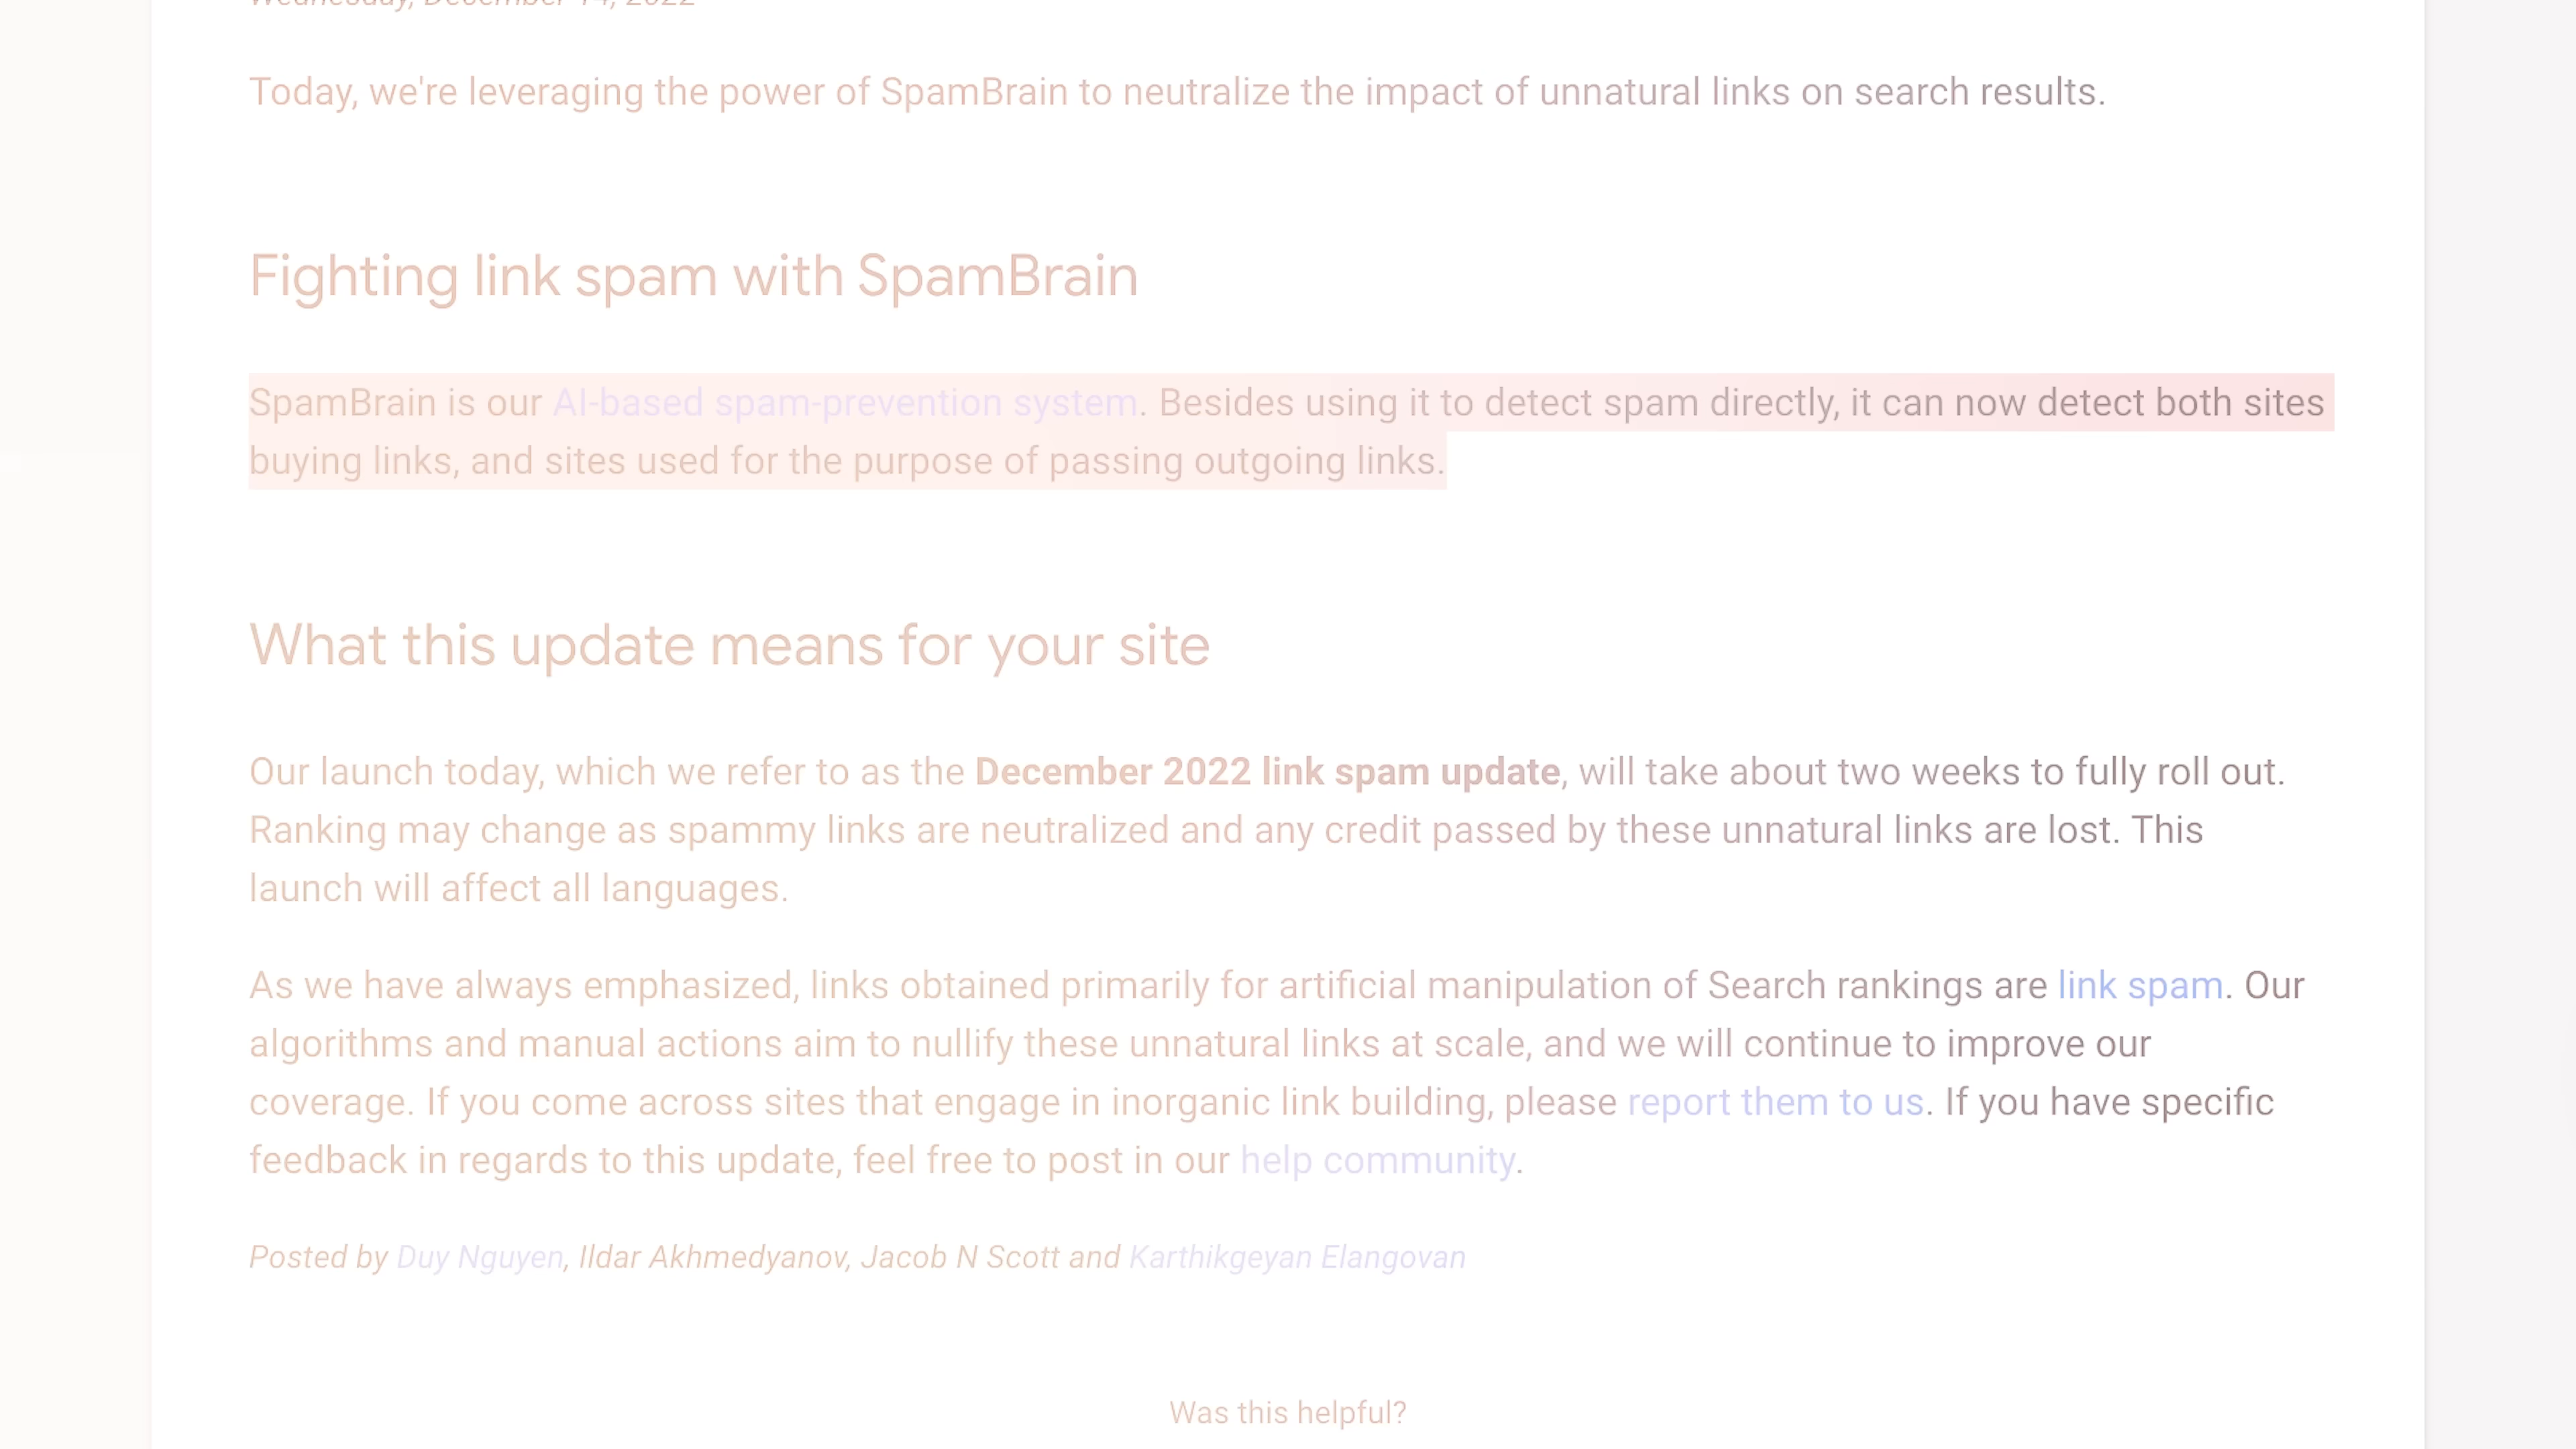 Wednesday, December 14, 2022
Today, we're leveraging the power of SpamBrain to neutralize the impact of unnatural links on search results.
Fighting link spam with SpamBrain
SpamBrain is our AI-based spam-prevention system. Besides using it to detect spam directly, it can now detect both sites
buying links, and sites used for the purpose of passing outgoing links.
What this update means for your site
Our launch today, which we refer to as the December 2022 link spam update, will take about two weeks to fully roll out.
Ranking may change as spammy links are neutralized and any credit passed by these unnatural links are lost. This
launch will affect all languages.
As we have always emphasized, links obtained primarily for artificial manipulation of Search rankings are link spam. Our
algorithms and manual actions aim to nullify these unnatural links at scale, and we will continue to improve our
coverage. If you come across sites that engage in inorganic link building, please report them to us. If you have specific
feedback in regards to this update, feel free to post in our help community.
Posted by Duy Nguyen, Ildar Akhmedyanov, Jacob N Scott and Karthikgeyan Elangovan
Was this helpful?